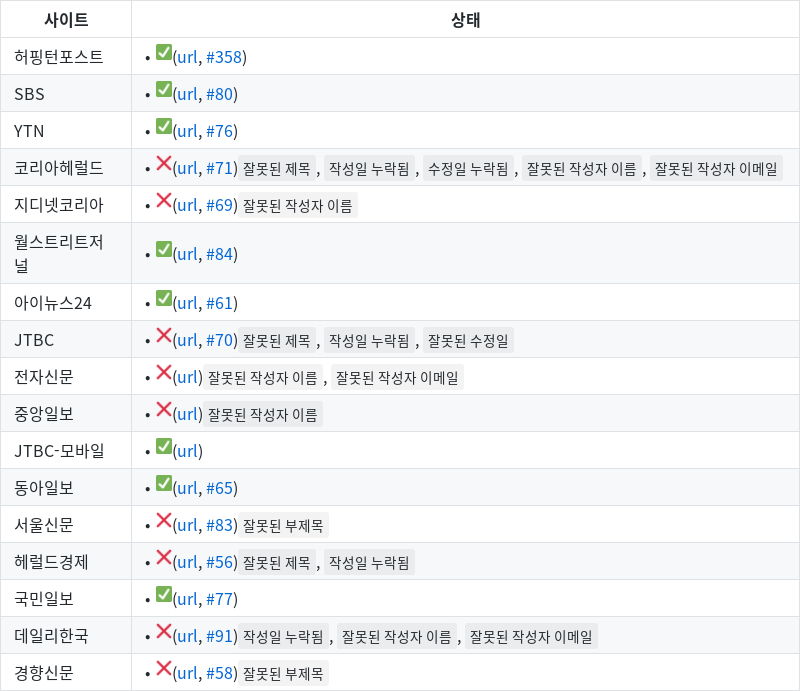 사이트 상태
허핑턴포스트 • ✅(url, #358)
SBS • ✅(url, #80)
YTN • ✅(url, #76)
코리아헤럴드 • ❌(url, #71) 잘못된 제목 , 작성일 누락됨 , 수정일 누락됨 , 잘못된 작성자 이름 , 잘못된 작성자 이메일
지디넷코리아 • ❌(url, #69) 잘못된 작성자 이름
월스트리트저
널 • ✅(url, #84)
아이뉴스24 • ✅(url, #61)
JTBC • ❌(url, #70) 잘못된 제목 , 작성일 누락됨 , 잘못된 수정일
전자신문 • ❌(url) 잘못된 작성자 이름 , 잘못된 작성자 이메일
중앙일보 • ❌(url) 잘못된 작성자 이름
JTBC-모바일 • ✅(url)
동아일보 • ✅(url, #65)
서울신문 • ❌(url, #83) 잘못된 부제목
헤럴드경제 • ❌(url, #56) 잘못된 제목 , 작성일 누락됨
국민일보 • ✅(url, #77)
데일리한국 • ❌(url, #91) 작성일 누락됨 , 잘못된 작성자 이름 , 잘못된 작성자 이메일
경향신문 • ❌(url, #58) 잘못된 부제목